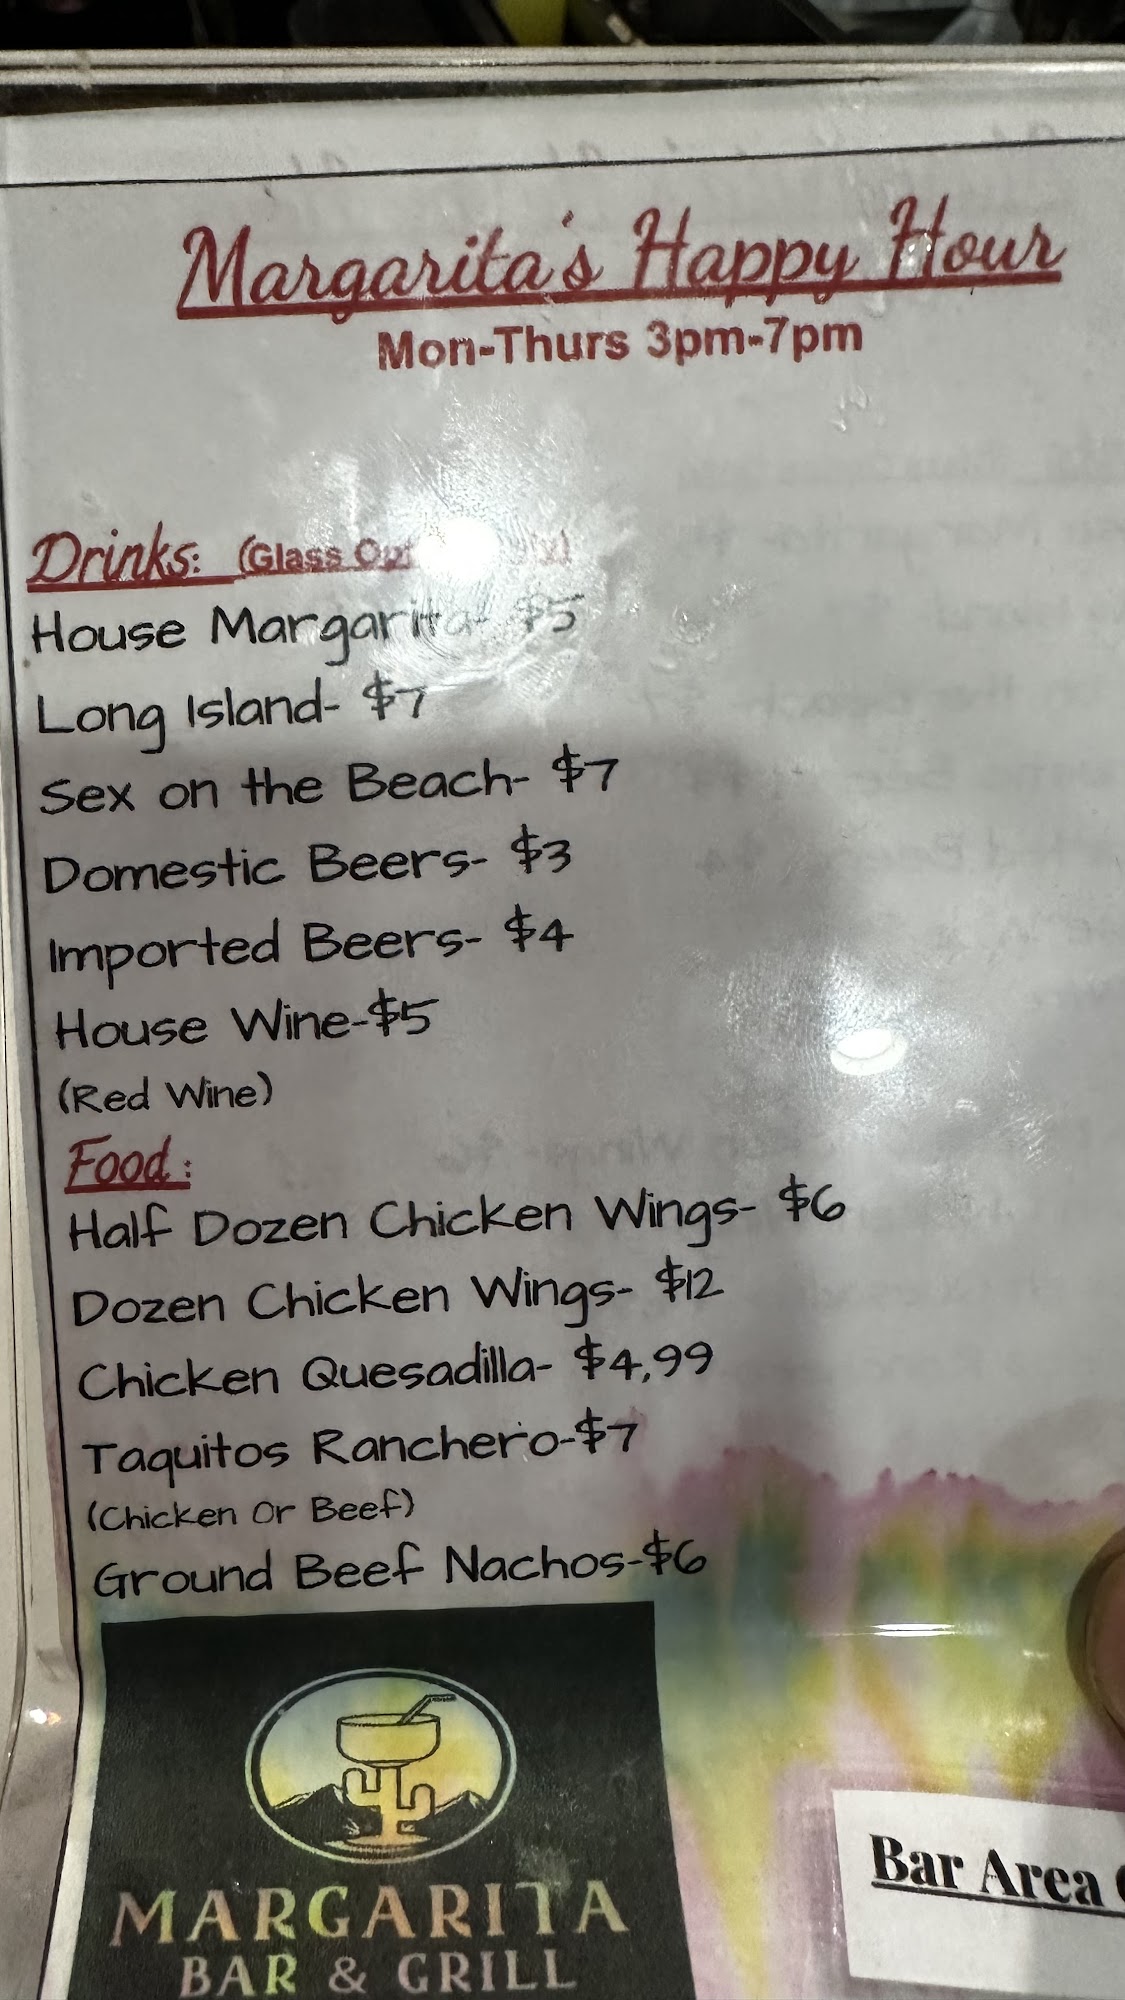 Margarita's Happy Hour
Mon-Thurs 3pm-7pm
Drinks: (Glass
House Margarita- $5
Long Island- $7
Sex on the Beach- $7
Domestic Beers- $3
Imported Beers- $4
House Wine-$5
(Red Wine)
Food:
Half Dozen Chicken Wings- $6
Dozen Chicken Wings- $12
Chicken Quesadilla- $4,99
Taquitos Ranchero-$7
(Chicken Or Beef)
Ground Beef Nachos-$6
MARGARITA
BAR & GRILL
Bar Area